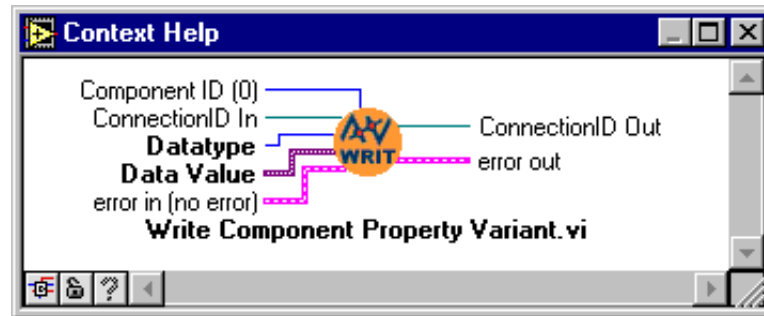 Context Help
Component ID (0)
ConnectionID In
Datatype
Data Value
error in (no error)
WRIT
ConnectionID Out
error out
Write Component Property Variant.vi
?